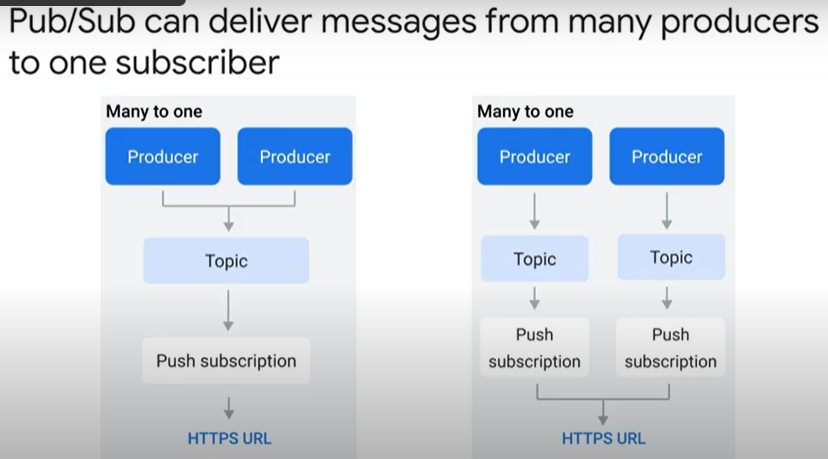 Pub/Sub can deliver messages from many producers
to one subscriber
Many to one
Producer
Producer
Topic
Push subscription
HTTPS URL
Many to one
Producer
Producer
Topic
Topic
Push
subscription
Push
subscription
HTTPS URL